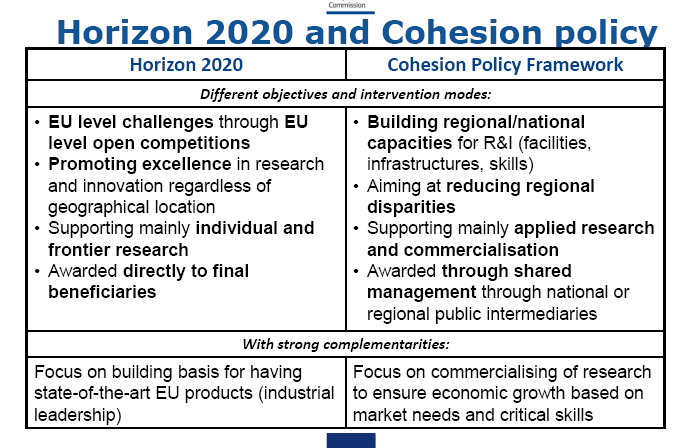 Commission
Horizon 2020 and Cohesion policy
Horizon 2020
Cohesion Policy Framework
Different objectives and intervention modes:
• EU level challenges through EU
level open competitions
• Promoting excellence in research
and innovation regardless of
geographical location
• Supporting mainly individual and
frontier research
• Awarded directly to final
beneficiaries
• Building regional/national
capacities for R&I (facilities,
infrastructures, skills)
• Aiming at reducing regional
disparities
• Supporting mainly applied research
and commercialisation
• Awarded through shared
management through national or
regional public intermediaries
With strong complementarities:
Focus on building basis for having
state-of-the-art EU products (industrial
leadership)
Focus on commercialising of research
to ensure economic growth based on
market needs and critical skills